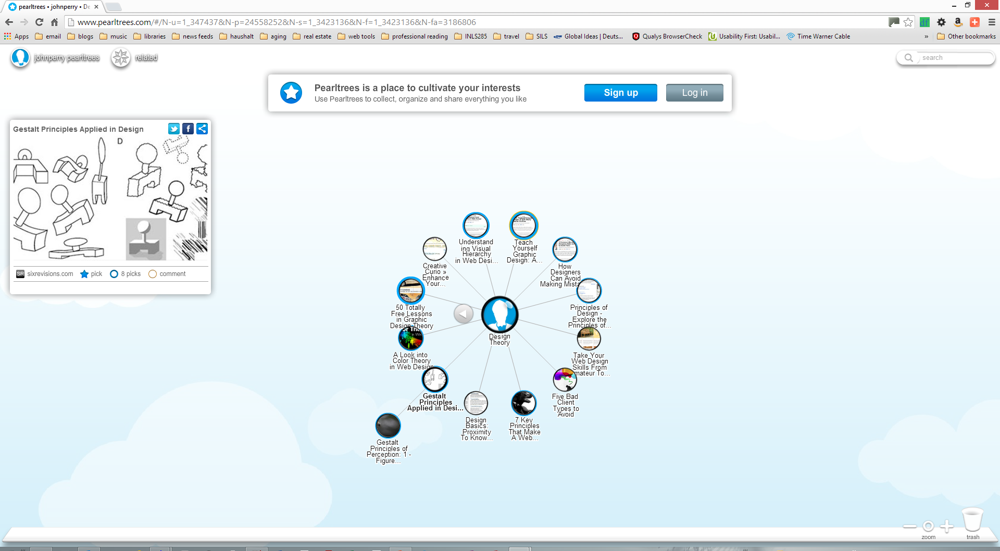 pearltrees • johnperry • De
www.pearltrees.com/#/N-u=1_347437&N-p=24558252&N-s=1_3423136&N-f=1_3423136&N-fa=3186806
Apps email blogs music libraries news feeds haushalt aging real estate web tools professional reading INLS285 travel SILS Global Ideas | Deuts... Qualys BrowserCheck Usability First: Usabil... Time Warner Cable » Other bookmarks
johnperry pearltrees related search
Pearltrees is a place to cultivate your interests
Use Pearltrees to collect, organize and share everything you like
Sign up Log in
Gestalt Principles Applied in Design
D
SR sixrevisions.com pick 8 picks comment
Understand
ing Visual
Hierarchy
in Web Desi...
Teach
Yourself
Graphic
Design: A...
Creative
Curio »
Enhance
Your...
How
Designers
Can Avoid
Making Mista
50 Totally
Free Lessons
in Graphic
Design Theory
Principles of
Design -
Explore the
Principles of...
Design
Theory
A Look into
Color Theory
in Web Design
Take Your
Web Design
Skills From
mateur To...
Gestalt
Principles
Applied in Desi...
Five Bad
Client
Types to
Avoid
Design
Basics:
Proximity
To Know...
7 Key
Principles
That Make
A Web...
Gestalt
Principles of
Perception: 1 -
Figure...
zoom trash